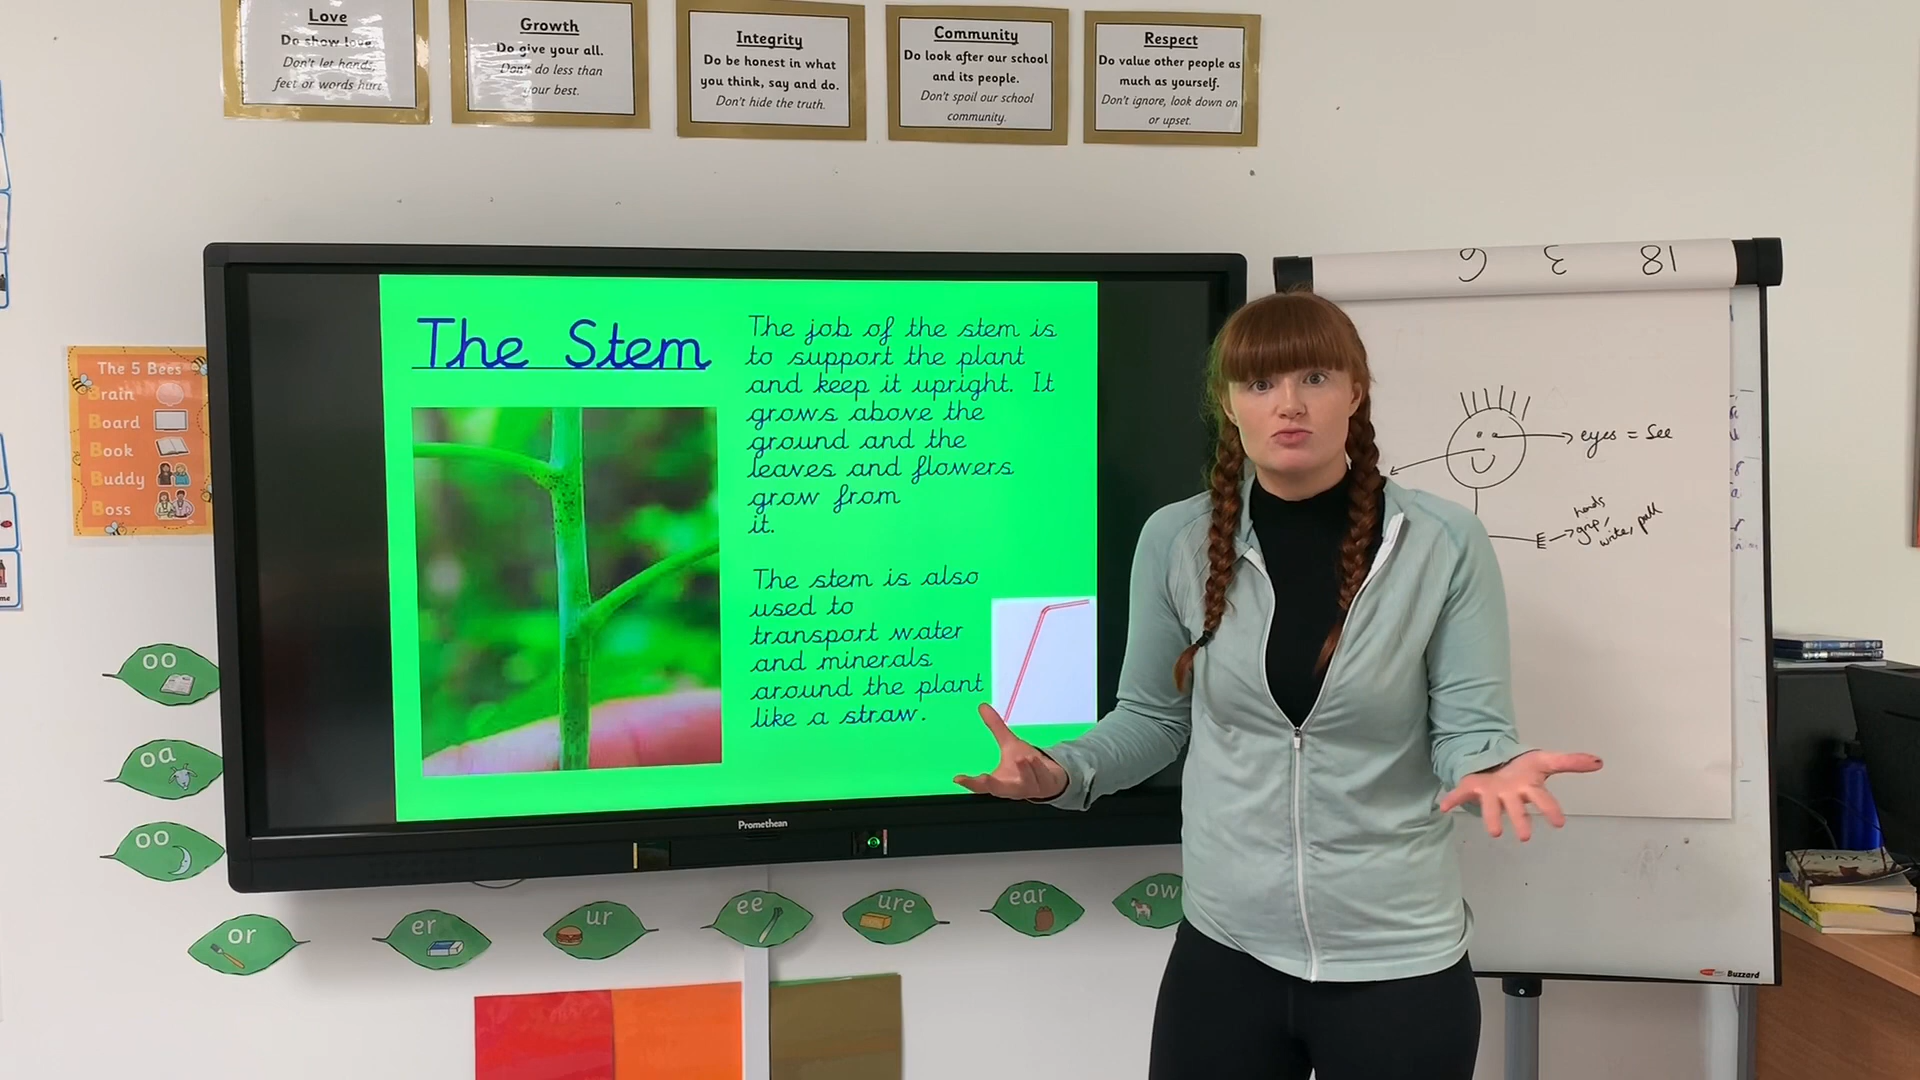 Love
Do show love.
Don't let hands,
feet or words hurt
Growth
Do give your all.
Don't do less than
your best.
Integrity
Do be honest in what
you think, say and do.
Don't hide the truth.
Community
Do look after our school
and its people.
Don't spoil our school
community.
Respect
Do value other people as
much as yourself.
Don't ignore, look down on
or upset.
The 5 Bees
Brain
Board
Book
Buddy
Boss
The Stem
The job of the stem is
to support the plant
and keep it upright. It
grows above the
ground and the
leaves and flowers
grow from
it.
The stem is also
used to
transport water
and minerals
around the plant
like a straw.
Promethean
6 3 18
eyes = see
hands
grip,
write, pull
Buzzard
PAX
me
oo
oa
oo
or
er
ur
ee
ure
ear
ow